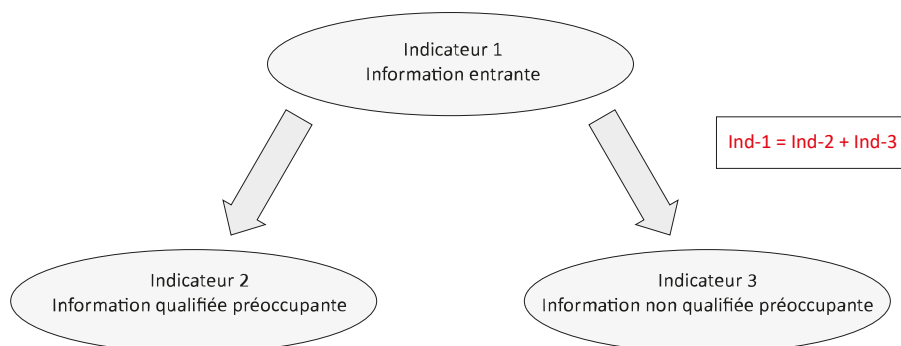 Indicateur 1
Information entrante
Ind-1 = Ind-2 + Ind-3
Indicateur 2
Information qualifiée préoccupante
Indicateur 3
Information non qualifiée préoccupante